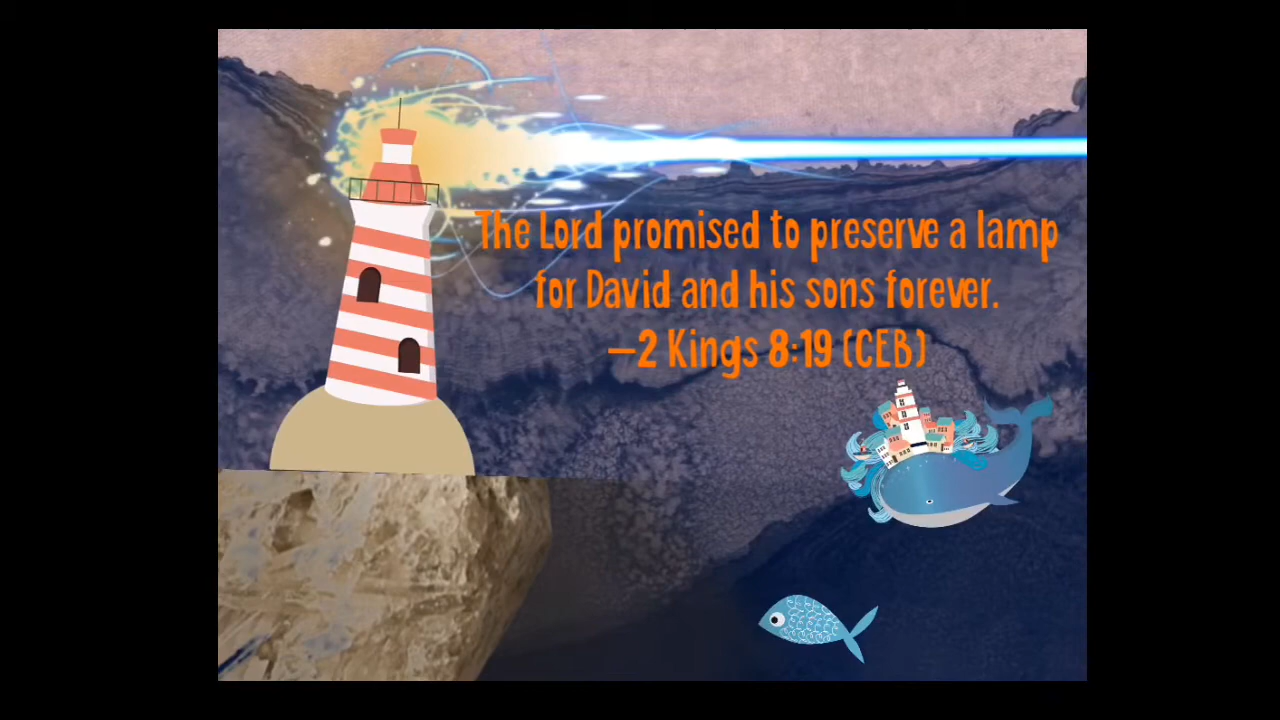 The Lord promised to preserve a lamp
for David and his sons forever.
—2 Kings 8:19 (CEB)